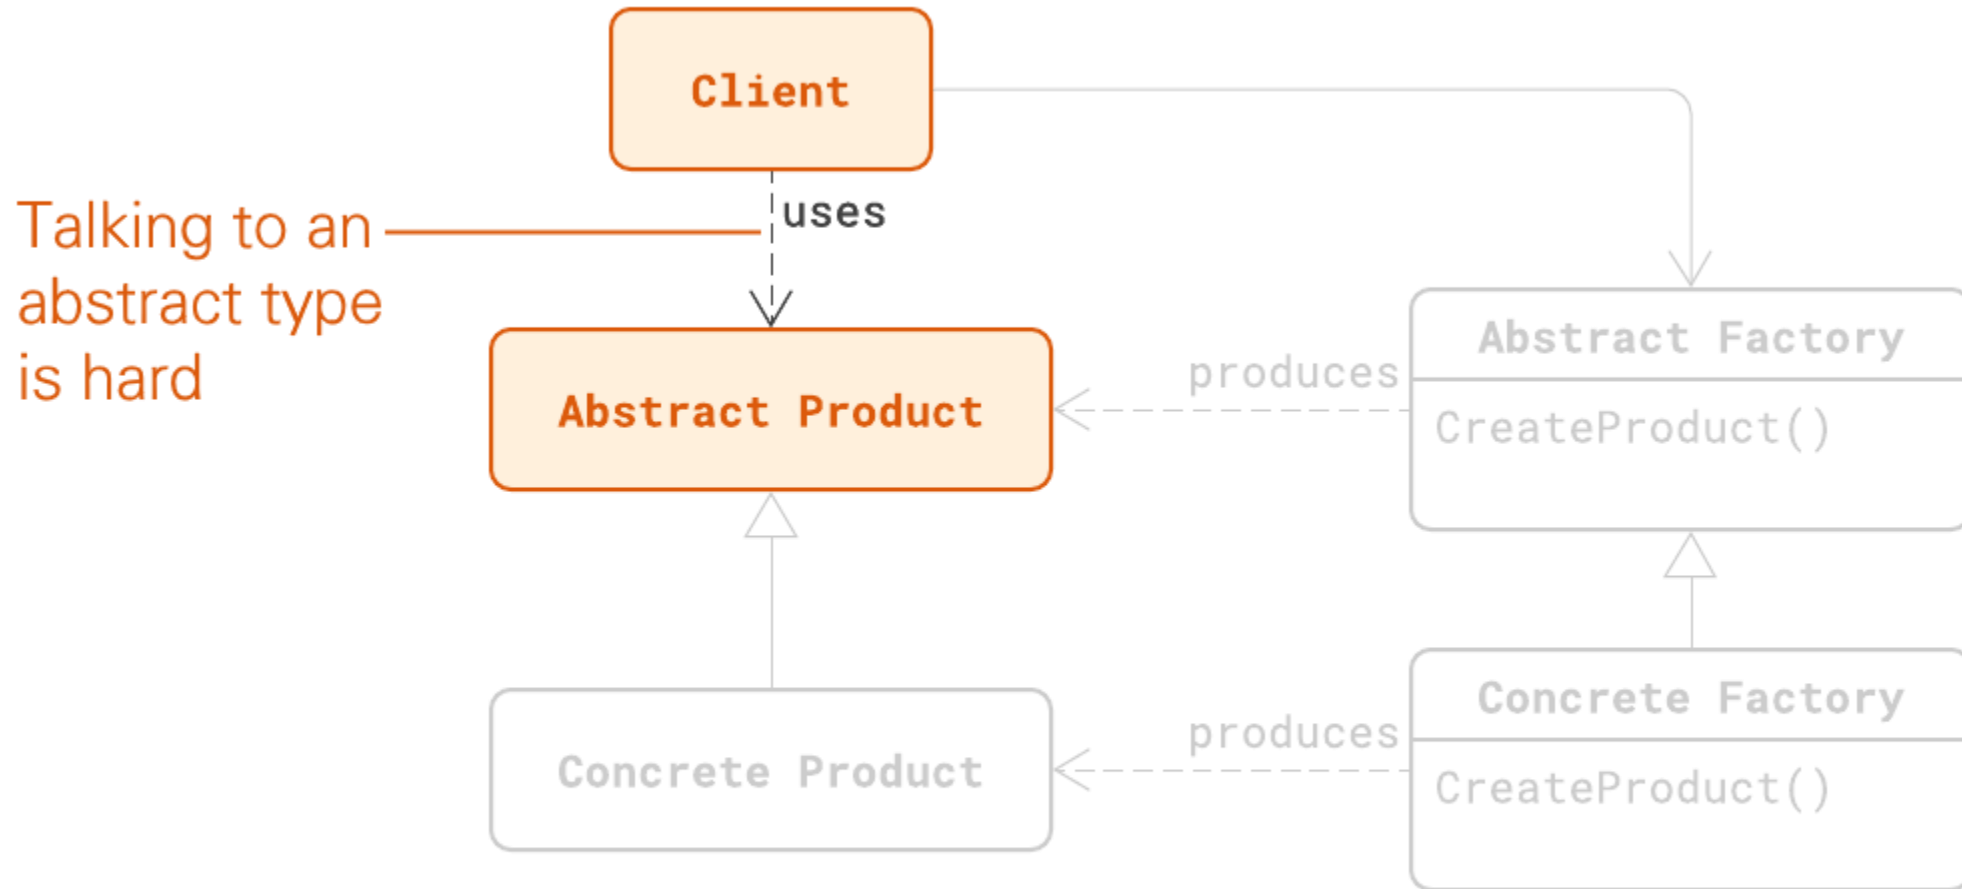 Client
uses
Talking to an
abstract type
is hard
Abstract Factory
produces
CreateProduct()
Abstract Product
Concrete Factory
produces
CreateProduct()
Concrete Product